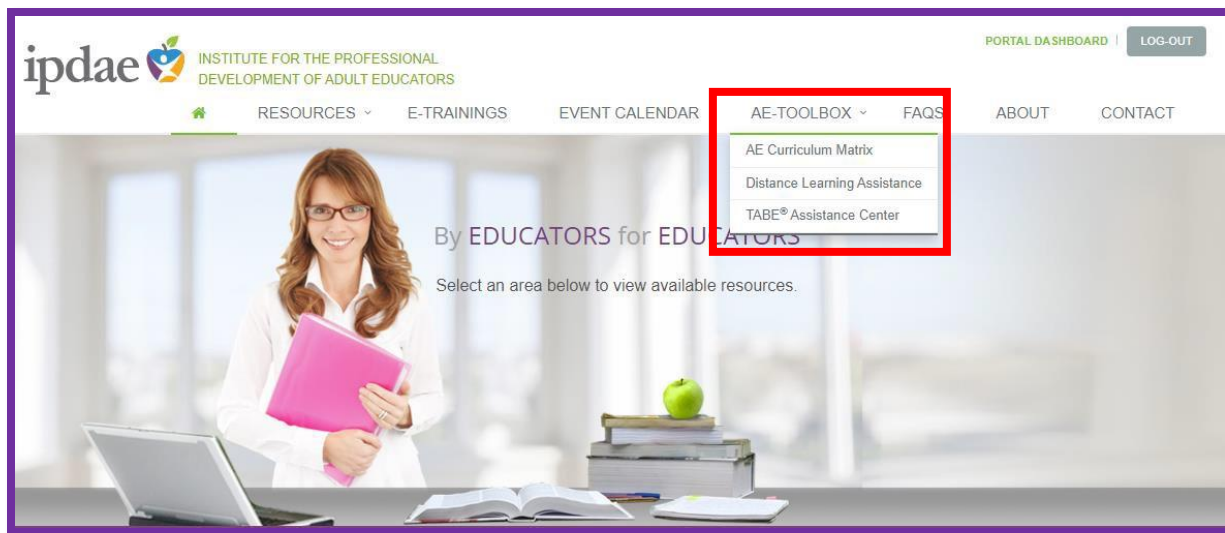 PORTAL DASHBOARD | LOG-OUT
ipdae INSTITUTE FOR THE PROFESSIONAL
DEVELOPMENT OF ADULT EDUCATORS
RESOURCES E-TRAININGS EVENT CALENDAR AE-TOOLBOX FAQS ABOUT CONTACT
AE Curriculum Matrix
Distance Learning Assistance
TABE® Assistance Center
By EDUCATORS for EDUCATORS
Select an area below to view available resources.